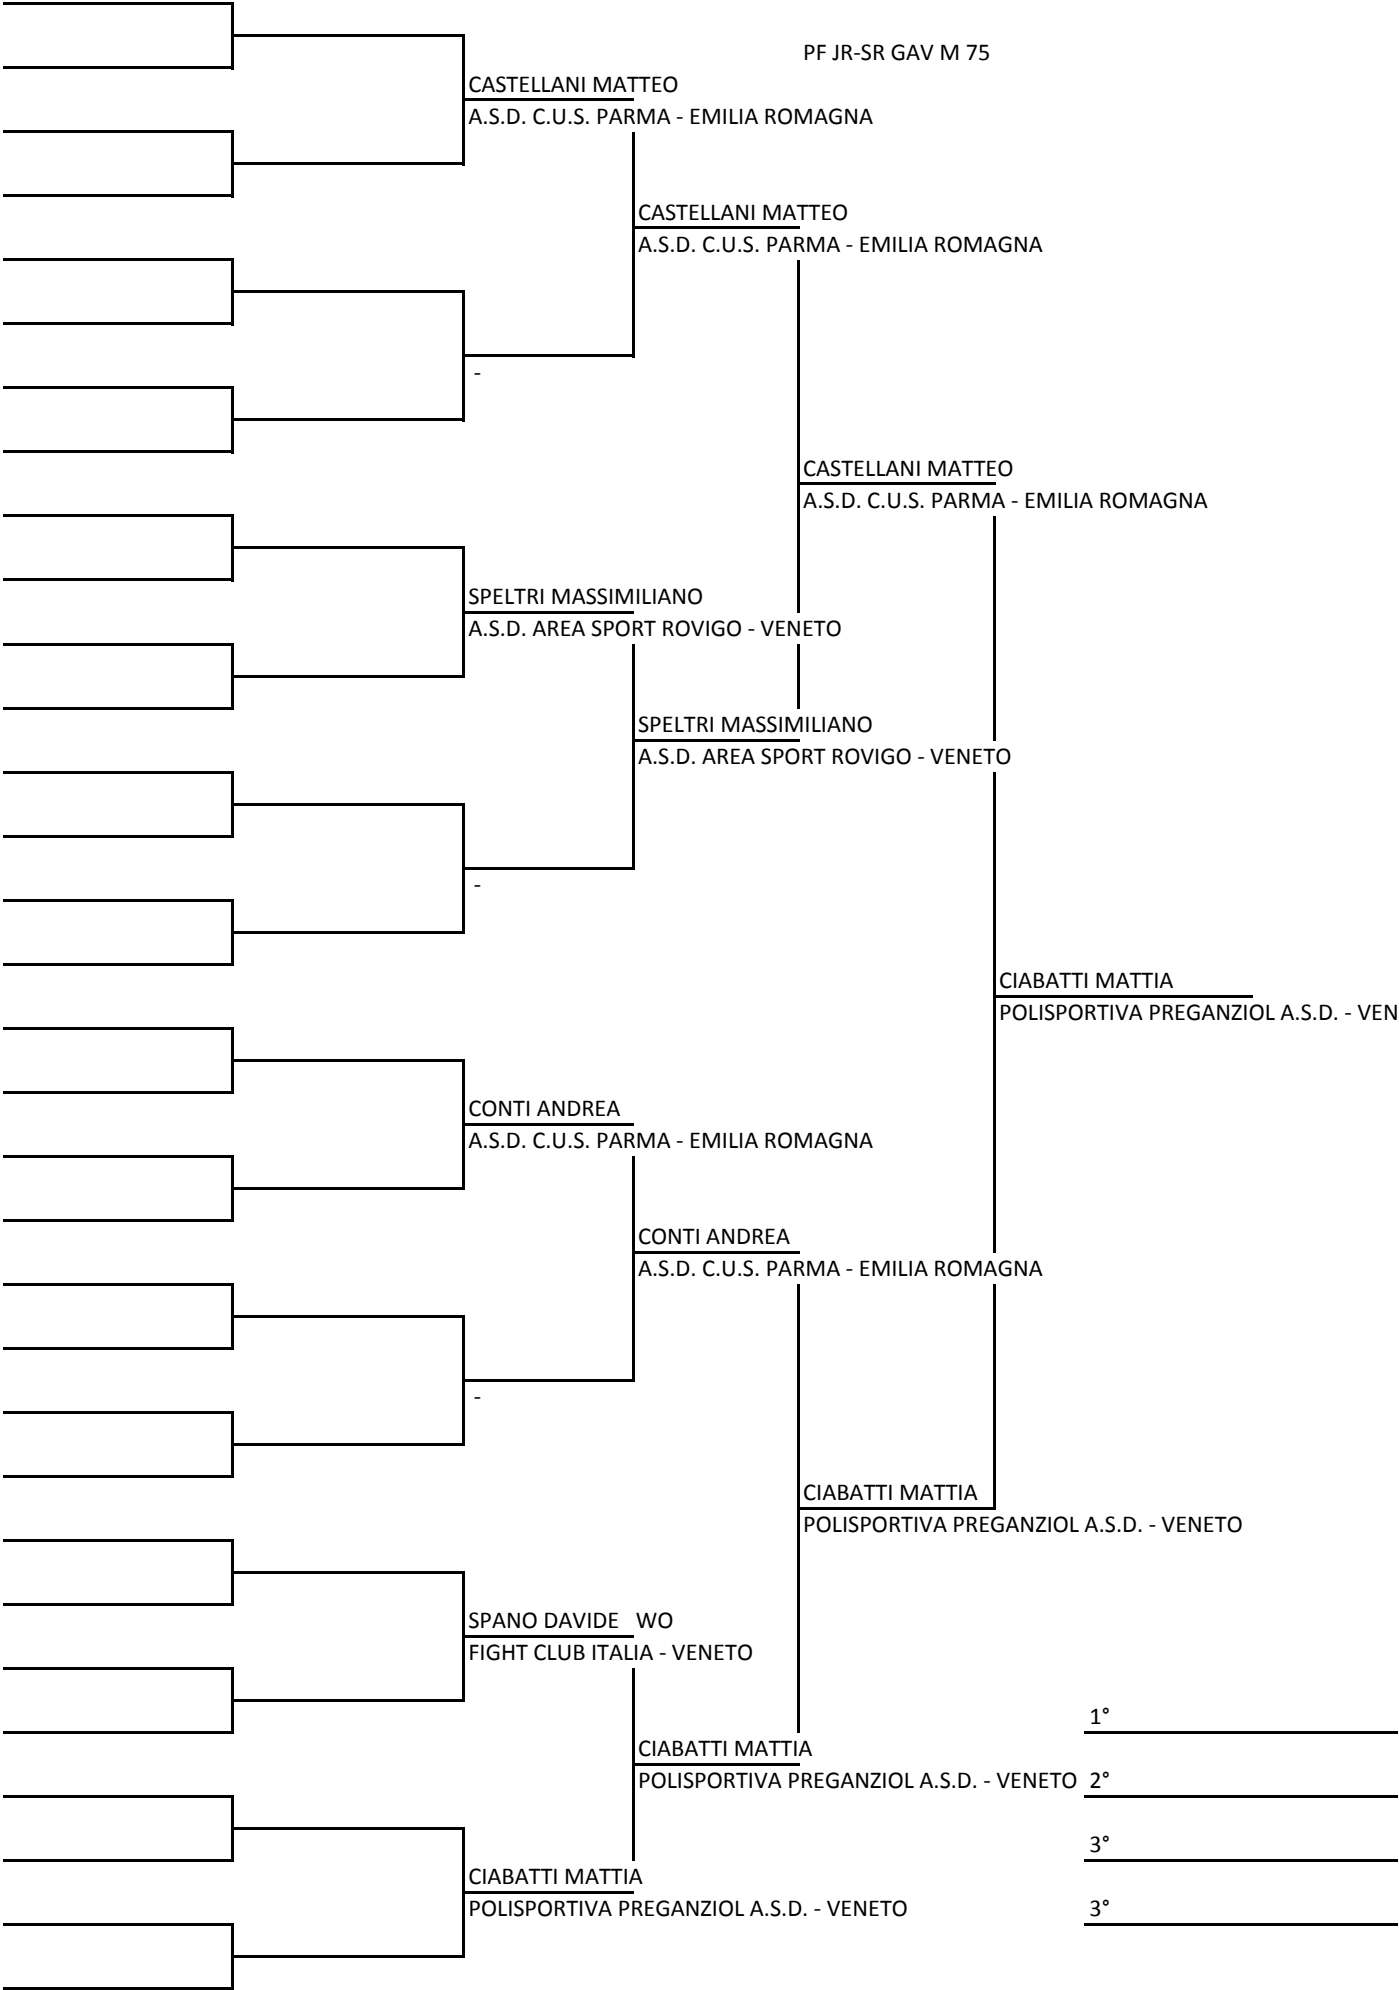 PF JR-SR GAV M 75
CASTELLANI MATTEO
A.S.D. C.U.S. PARMA - EMILIA ROMAGNA
CASTELLANI MATTEO
A.S.D. C.U.S. PARMA - EMILIA ROMAGNA
-
CASTELLANI MATTEO
A.S.D. C.U.S. PARMA - EMILIA ROMAGNA
SPELTRI MASSIMILIANO
A.S.D. AREA SPORT ROVIGO - VENETO
SPELTRI MASSIMILIANO
A.S.D. AREA SPORT ROVIGO - VENETO
-
CIABATTI MATTIA
POLISPORTIVA PREGANZIOL A.S.D. - VEN
CONTI ANDREA
A.S.D. C.U.S. PARMA - EMILIA ROMAGNA
CONTI ANDREA
A.S.D. C.U.S. PARMA - EMILIA ROMAGNA
-
CIABATTI MATTIA
POLISPORTIVA PREGANZIOL A.S.D. - VENETO
SPANO DAVIDE WO
FIGHT CLUB ITALIA - VENETO
1°
CIABATTI MATTIA
POLISPORTIVA PREGANZIOL A.S.D. - VENETO
2°
3°
CIABATTI MATTIA
POLISPORTIVA PREGANZIOL A.S.D. - VENETO
3°